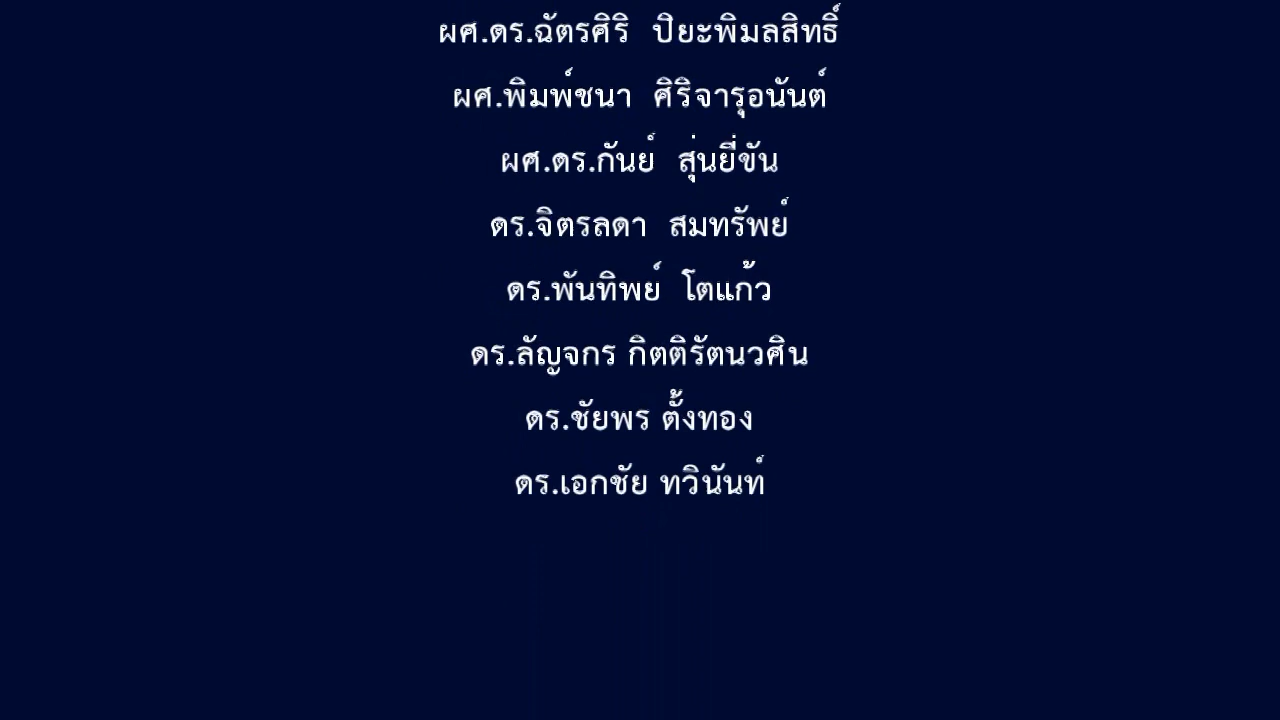 ผศ.ดร.ฉัตรศิริ ปิยะพิมลสิทธิ์
ผศ.พิมพ์ชนา ศิริจารุอนันต์
ผศ.ดร.กันย์ สุ่นยี่ขัน
ดร.จิตรลดา สมทรัพย์
ดร.พันทิพย์ โตแก้ว
ดร.ลัญจกร กิตติรัตนวศิน
ดร.ชัยพร ตั้งทอง
ดร.เอกชัย ทวินันท์